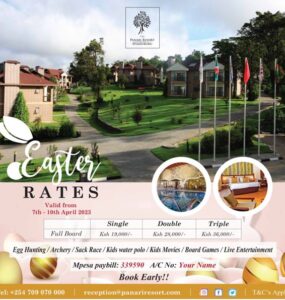 PANARI RESORT
Easter
RATES
Valid from
7th - 10th April 2023
Single Double Triple
Full Board Ksh 19,000/- Ksh 28,000/- Ksh 36,000/-
Egg Hunting / Archery / Sack Race / Kids water polo / Kids Movies / Board Games / Live Entertainment
Mpesa paybill: 339590 A/C No: Your Name
Book Early!!
Tel: +254 709 070 000 | reception@panariresort.com | T&C's Appl